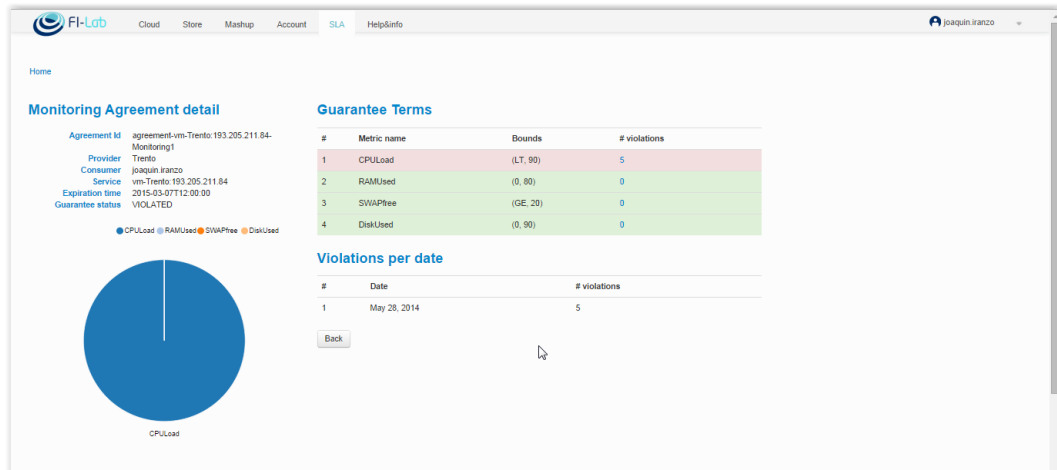 FI-Lab Cloud Store Mashup Account SLA Help&info joaquin.iranzo
Home
Monitoring Agreement detail
Agreement Id agreement-vm-Trento:193.205.211.84-
Monitoring1
Provider Trento
Consumer joaquin.iranzo
Service vm-Trento:193.205.211.84
Expiration time 2015-03-07T12:00:00
Guarantee status VIOLATED
CPULoad RAMUsed SWAPfree DiskUsed
CPULoad
Guarantee Terms
# Metric name Bounds # violations
1 CPULoad (LT, 90) 5
2 RAMUsed (0, 80) 0
3 SWAPfree (GE, 20) 0
4 DiskUsed (0, 90) 0
Violations per date
# Date # violations
1 May 28, 2014 5
Back